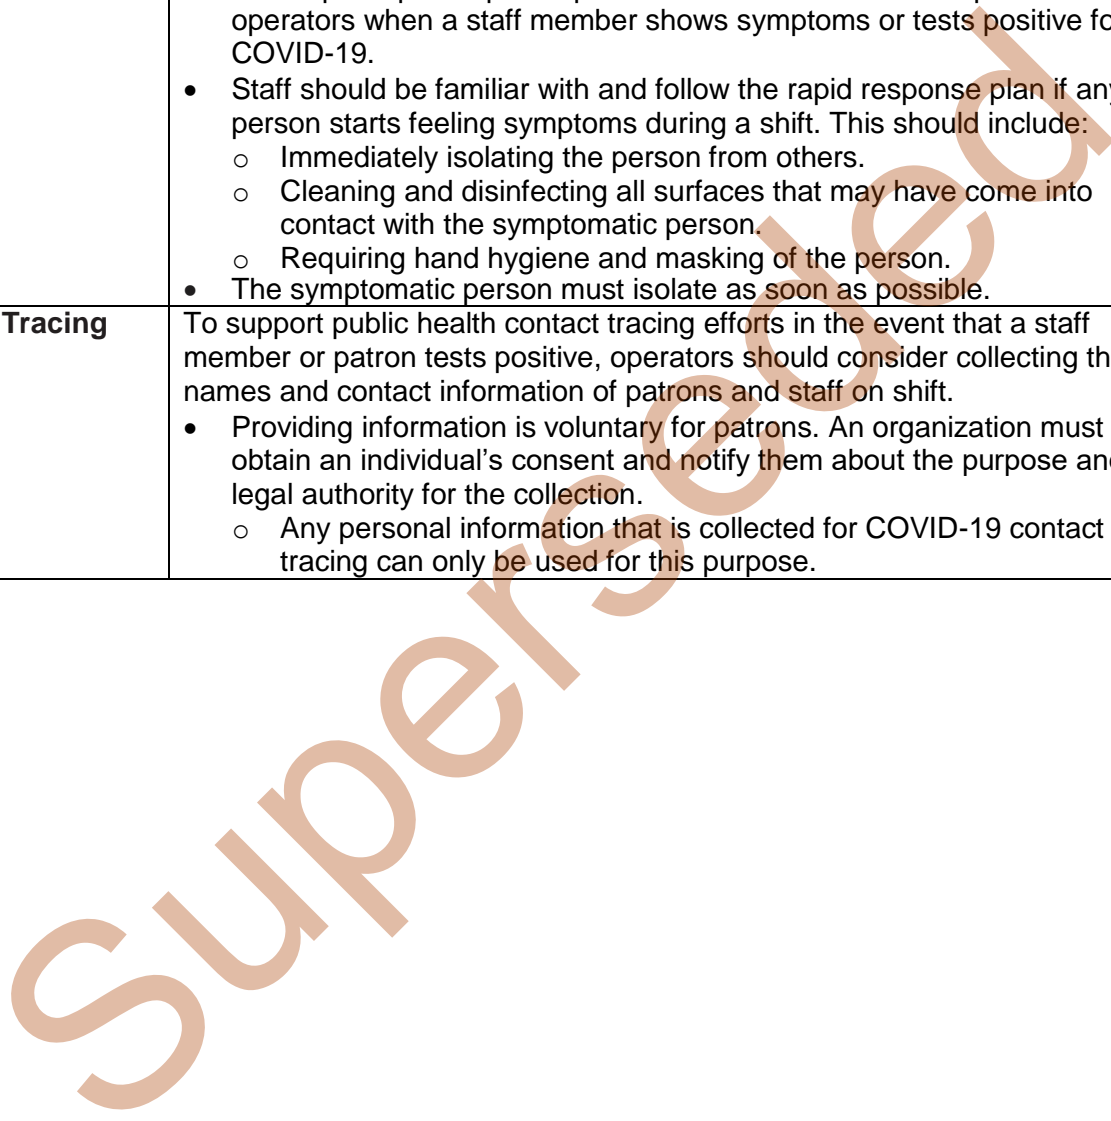 operators when a staff member shows symptoms or tests positive fo
COVID-19.
• Staff should be familiar with and follow the rapid response plan if any
person starts feeling symptoms during a shift. This should include:
o Immediately isolating the person from others.
o Cleaning and disinfecting all surfaces that may have come into
contact with the symptomatic person.
o Requiring hand hygiene and masking of the person.
• The symptomatic person must isolate as soon as possible.
Tracing To support public health contact tracing efforts in the event that a staff
member or patron tests positive, operators should consider collecting th
names and contact information of patrons and staff on shift.
• Providing information is voluntary for patrons. An organization must
obtain an individual’s consent and notify them about the purpose and
legal authority for the collection.
o Any personal information that is collected for COVID-19 contact
tracing can only be used for this purpose.
Superseded